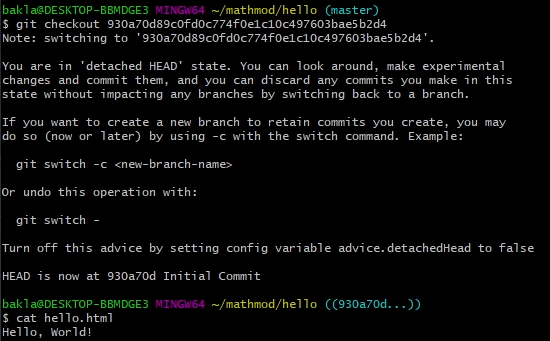 bakla@DESKTOP-BBMDGE3 MINGW64 ~/mathmod/hello (master)
$ git checkout 930a70d89c0fd0c774f0e1c10c497603bae5b2d4
Note: switching to '930a70d89c0fd0c774f0e1c10c497603bae5b2d4'.
You are in 'detached HEAD' state. You can look around, make experimental
changes and commit them, and you can discard any commits you make in this
state without impacting any branches by switching back to a branch.
If you want to create a new branch to retain commits you create, you may
do so (now or later) by using -c with the switch command. Example:
git switch -c <new-branch-name>
Or undo this operation with:
git switch -
Turn off this advice by setting config variable advice.detachedHead to false
HEAD is now at 930a70d Initial Commit
bakla@DESKTOP-BBMDGE3 MINGW64 ~/mathmod/hello ((930a70d...))
$ cat hello.html
Hello, World!